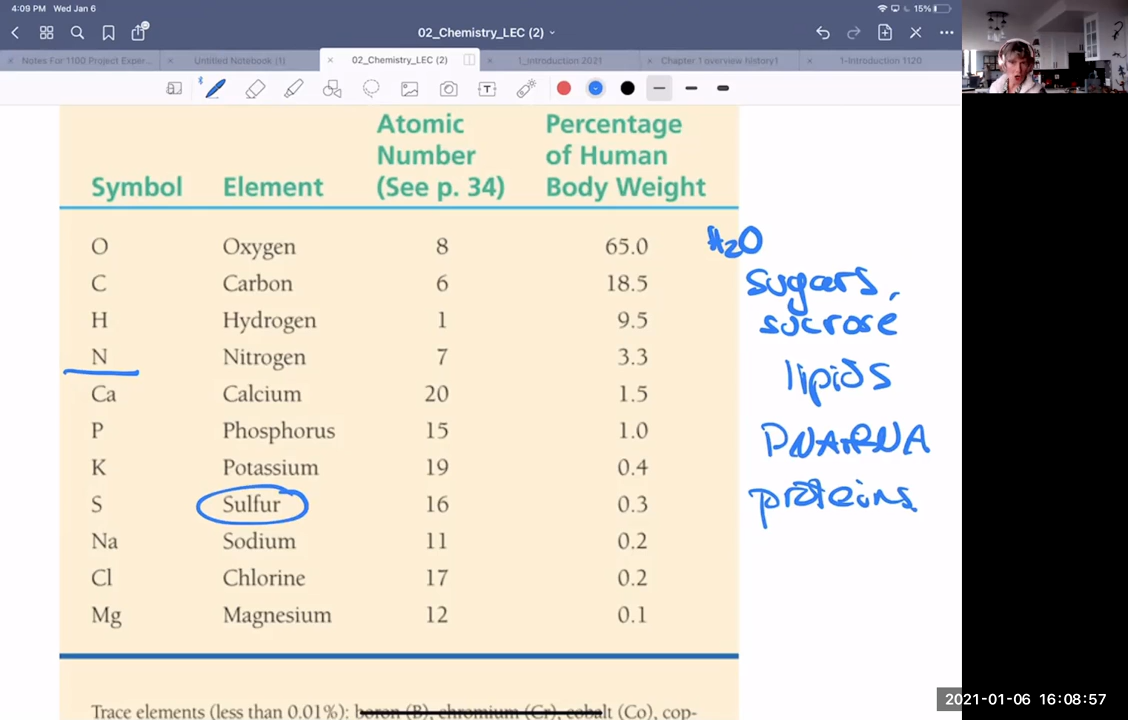 4:09 PM Wed Jan 6 15%
02_Chemistry_LEC (2)
Notes For 1100 Project Exper... Untitled Notebook (1) 02_Chemistry_LEC (2) 1_Introduction 2021 Chapter 1 overview history1 1-Introduction 1120
T
Symbol Element Atomic Number (See p. 34) Percentage of Human Body Weight
O Oxygen 8 65.0 H2O
C Carbon 6 18.5 sugars,
H Hydrogen 1 9.5 sucrose
N Nitrogen 7 3.3 lipids
Ca Calcium 20 1.5
P Phosphorus 15 1.0 DNA+RNA
K Potassium 19 0.4
S Sulfur 16 0.3 proteins
Na Sodium 11 0.2
Cl Chlorine 17 0.2
Mg Magnesium 12 0.1
Trace elements (less than 0.01%): boron (B), chromium (Cr), cobalt (Co), cop-
2021-01-06 16:08:57